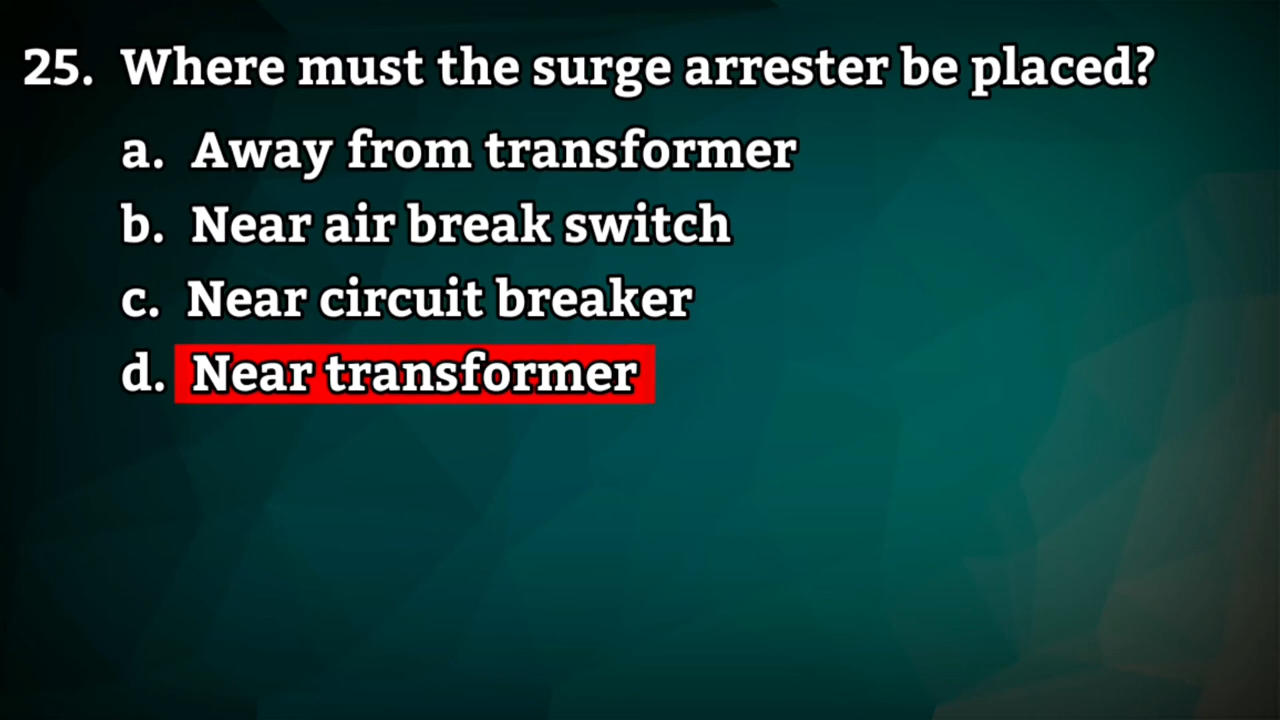 25. Where must the surge arrester be placed?
a. Away from transformer
b. Near air break switch
c. Near circuit breaker
d. Near transformer